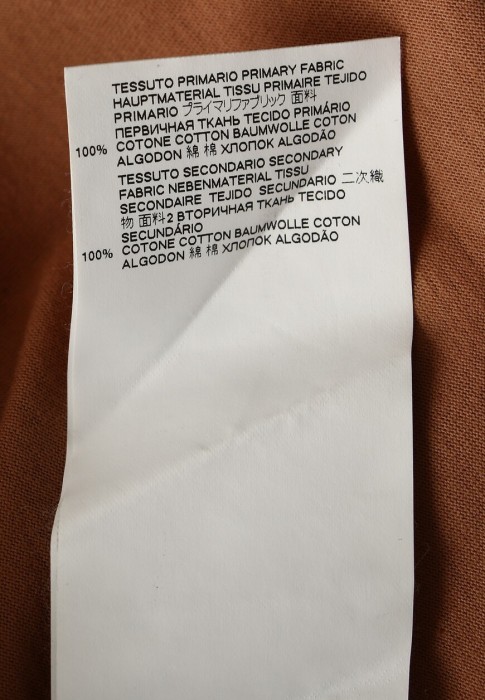 TESSUTO PRIMARIO PRIMARY FABRIC
HAUPTMATERIAL TISSU PRIMAIRE TEJIDO
PRIMARIO プライマリファブリック 面料
ПЕРВИЧНАЯ ТКАНЬ TECIDO PRIMÁRIO
100% COTONE COTTON BAUMWOLLE COTON
ALGODON 綿 棉 ХЛОПОК ALGODÃO
TESSUTO SECONDARIO SECONDARY
FABRIC NEBENMATERIAL TISSU
SECONDAIRE TEJIDO SECUNDARIO 二次織
物 面料2 ВТОРИЧНАЯ ТКАНЬ TECIDO
SECUNDÁRIO
100% COTONE COTTON BAUMWOLLE COTON
ALGODON 綿 棉 ХЛОПОК ALGODÃO